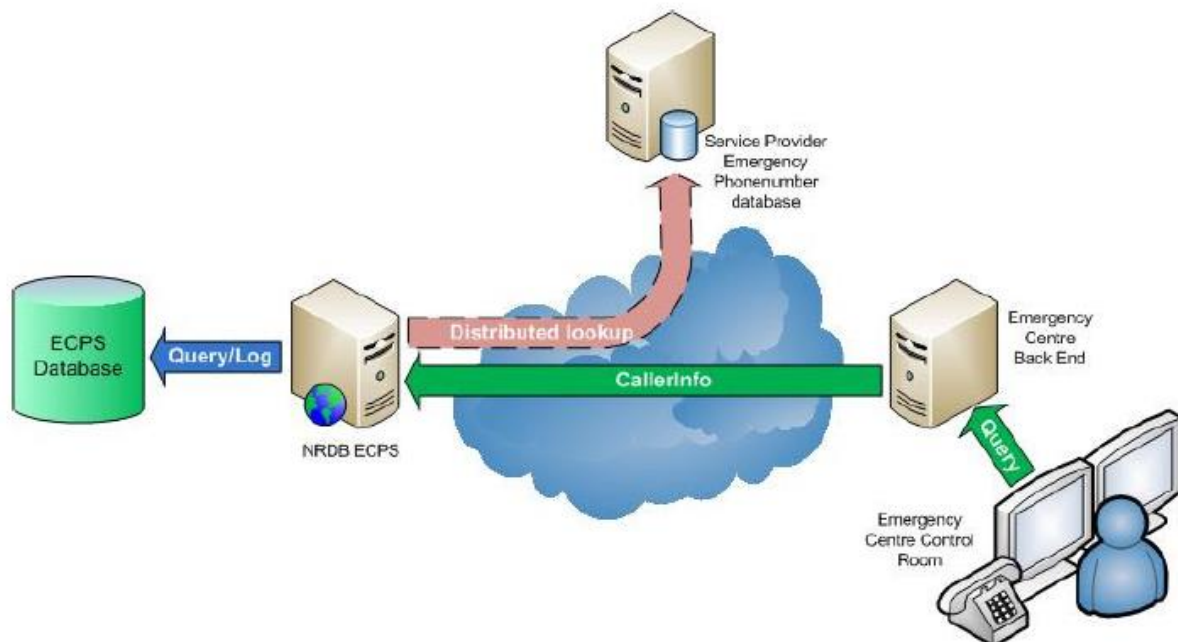 Service Provider
Emergency
Phonenumber
database
ECPS
Database
Query/Log
Distributed lookup
CallerInfo
NRDB ECPS
Emergency
Centre
Back End
Query
Emergency
Centre Control
Room